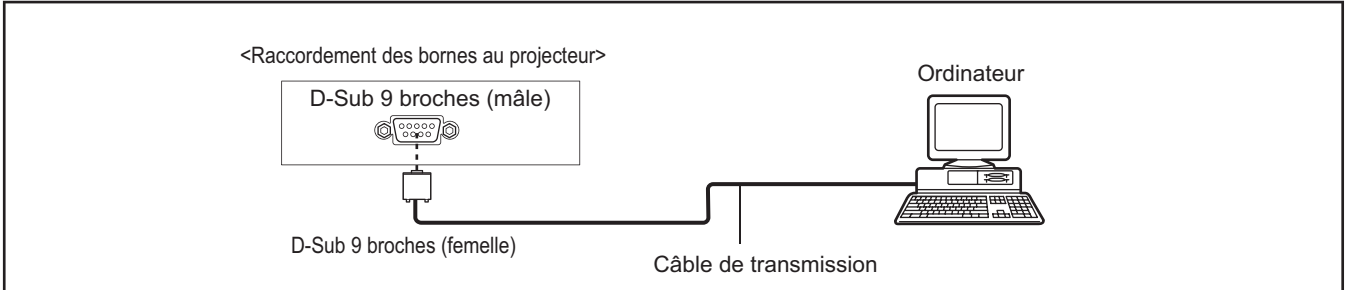 <Raccordement des bornes au projecteur>
Ordinateur
D-Sub 9 broches (mâle)
D-Sub 9 broches (femelle)
Câble de transmission